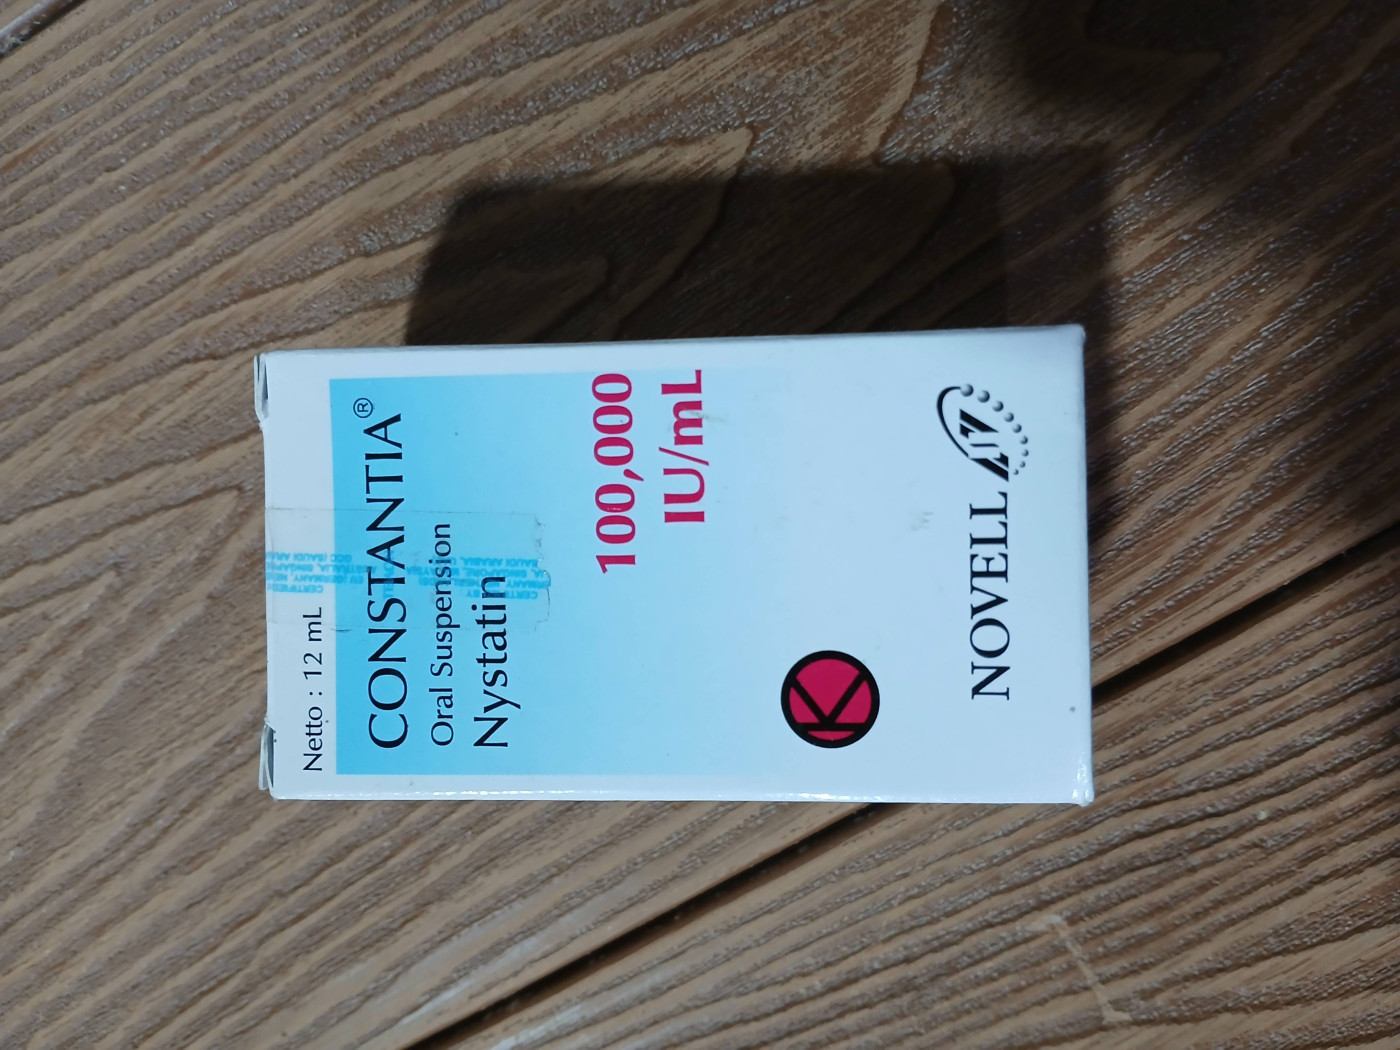 Netto : 12 mL
CONSTANTIA®
Oral Suspension
Nystatin
100,000
IU/mL
K
NOVELL